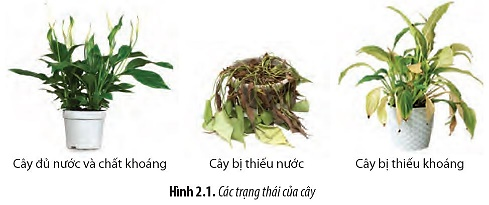 Cây đủ nước và chất khoáng
Cây bị thiếu nước
Cây bị thiếu khoáng
Hình 2.1. Các trạng thái của cây